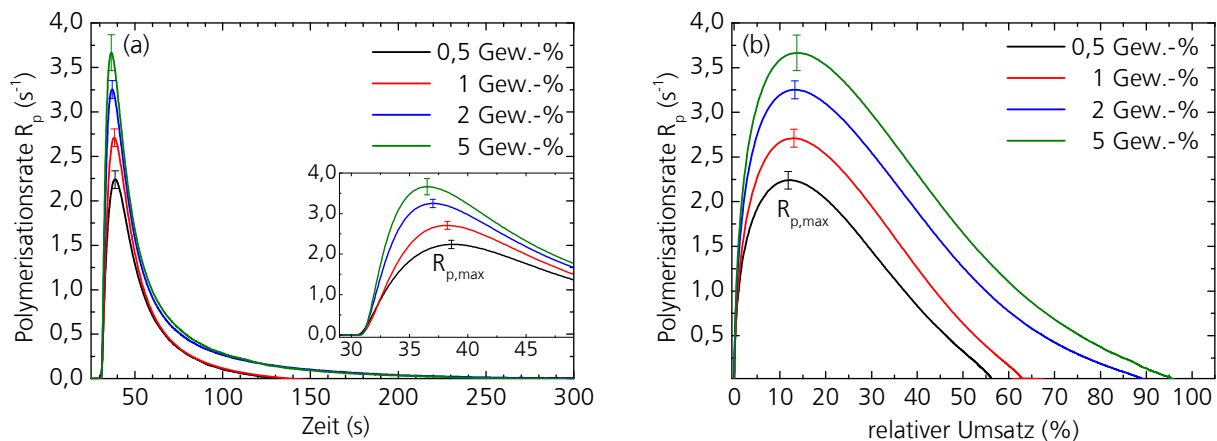 (a)
0,5 Gew.-%
1 Gew.-%
2 Gew.-%
5 Gew.-%
Polymerisationsrate Rp (s-1)
4,0
3,5
3,0
2,5
2,0
1,5
1,0
0,5
0,0
50 100 150 200 250 300
Zeit (s)
4,0
3,0
2,0
1,0
0,0
30 35 40 45
Rp,max
(b)
0,5 Gew.-%
1 Gew.-%
2 Gew.-%
5 Gew.-%
Polymerisationsrate Rp (s-1)
4,0
3,5
3,0
2,5
2,0
1,5
1,0
0,5
0,0
Rp,max
0 10 20 30 40 50 60 70 80 90 100
relativer Umsatz (%)